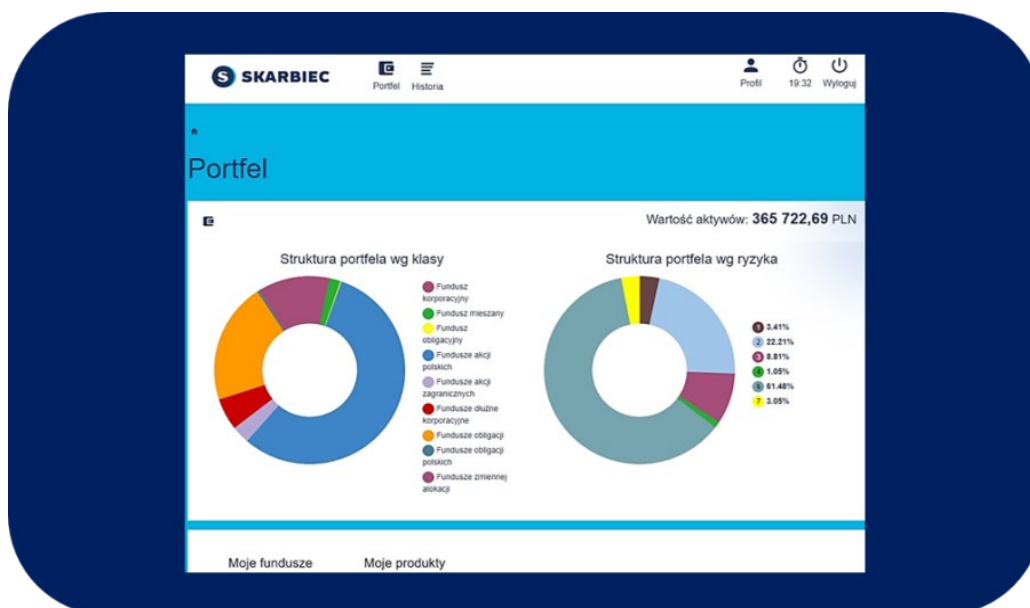 S SKARBIEC
Portfel
Historia
Profil
19:32
Wyloguj
Portfel
Wartość aktywów: 365 722,69 PLN
Struktura portfela wg klasy
Fundusz
korporacyjny
Fundusz mieszany
Fundusz
obligacyjny
Fundusze akcji
polskich
Fundusze akcji
zagranicznych
Fundusze dłużne
korporacyjne
Fundusze obligacji
Fundusze obligacji
polskich
Fundusze zmiennej
alokacji
Struktura portfela wg ryzyka
1 3.41%
2 22.21%
3 8.81%
1.05%
61.48%
7 3.05%
Moje fundusze
Moje produkty